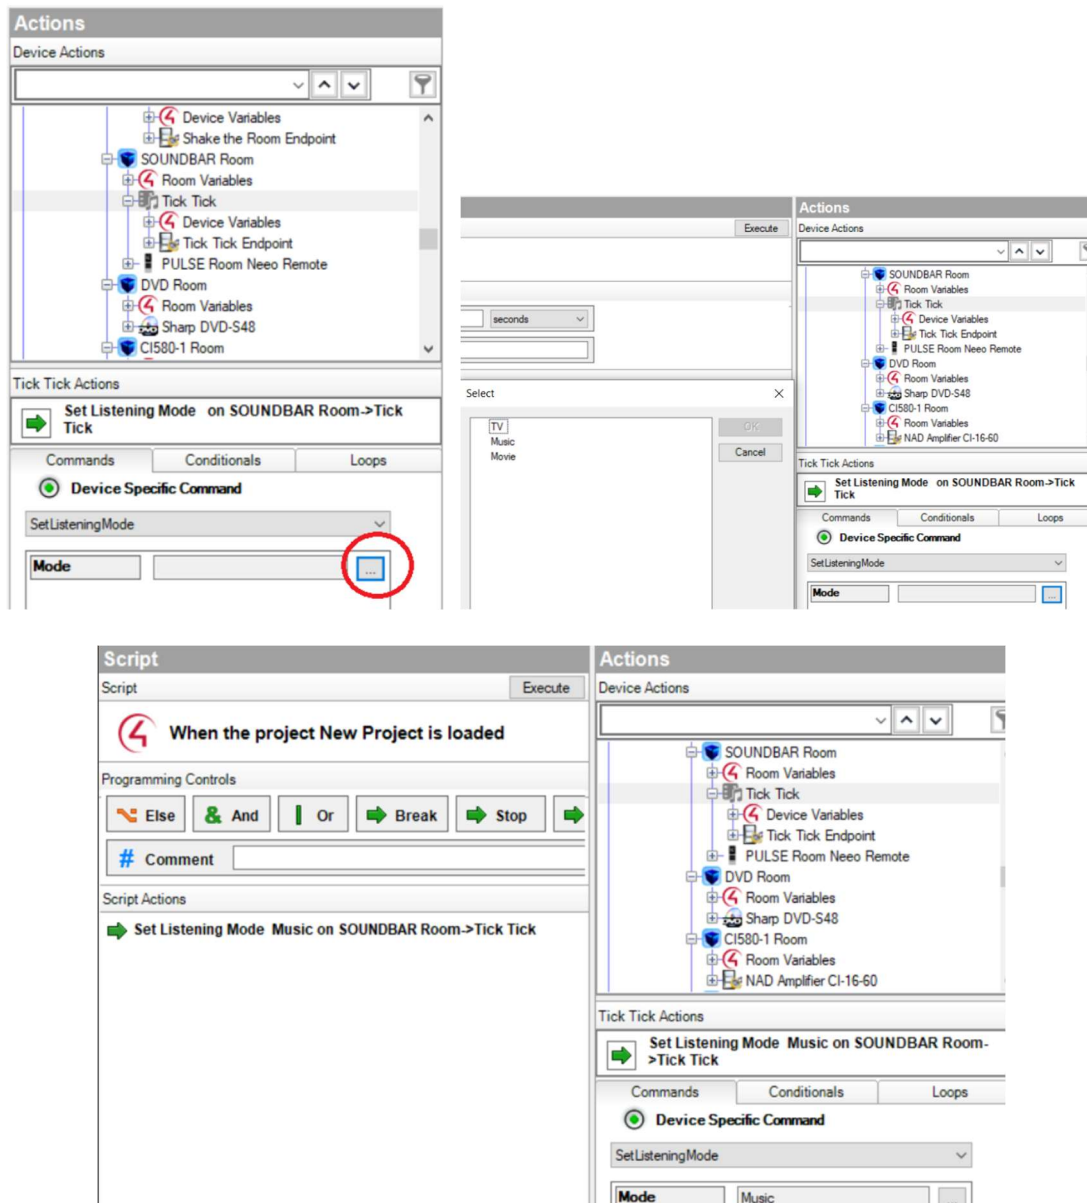 Actions
Device Actions
Device Variables
Shake the Room Endpoint
SOUNDBAR Room
Room Variables
Tick Tick
Device Variables
Tick Tick Endpoint
PULSE Room Neeo Remote
DVD Room
Room Variables
Sharp DVD-S48
CI580-1 Room
Tick Tick Actions
Set Listening Mode on SOUNDBAR Room->Tick
Tick
Commands Conditionals Loops
Device Specific Command
SetListeningMode
Mode ...
Execute
seconds
Select
TV
Music
Movie
OK
Cancel
Actions
Device Actions
SOUNDBAR Room
Room Variables
Tick Tick
Device Variables
Tick Tick Endpoint
PULSE Room Neeo Remote
DVD Room
Room Variables
Sharp DVD-S48
CI580-1 Room
Room Variables
NAD Amplifier CI-16-60
Tick Tick Actions
Set Listening Mode on SOUNDBAR Room->Tick
Tick
Commands Conditionals Loops
Device Specific Command
SetListeningMode
Mode ...
Script
Script Execute
When the project New Project is loaded
Programming Controls
Else & And Or Break Stop
# Comment
Script Actions
Set Listening Mode Music on SOUNDBAR Room->Tick Tick
Actions
Device Actions
SOUNDBAR Room
Room Variables
Tick Tick
Device Variables
Tick Tick Endpoint
PULSE Room Neeo Remote
DVD Room
Room Variables
Sharp DVD-S48
CI580-1 Room
Room Variables
NAD Amplifier CI-16-60
Tick Tick Actions
Set Listening Mode Music on SOUNDBAR Room-
>Tick Tick
Commands Conditionals Loops
Device Specific Command
SetListeningMode
Mode Music ...